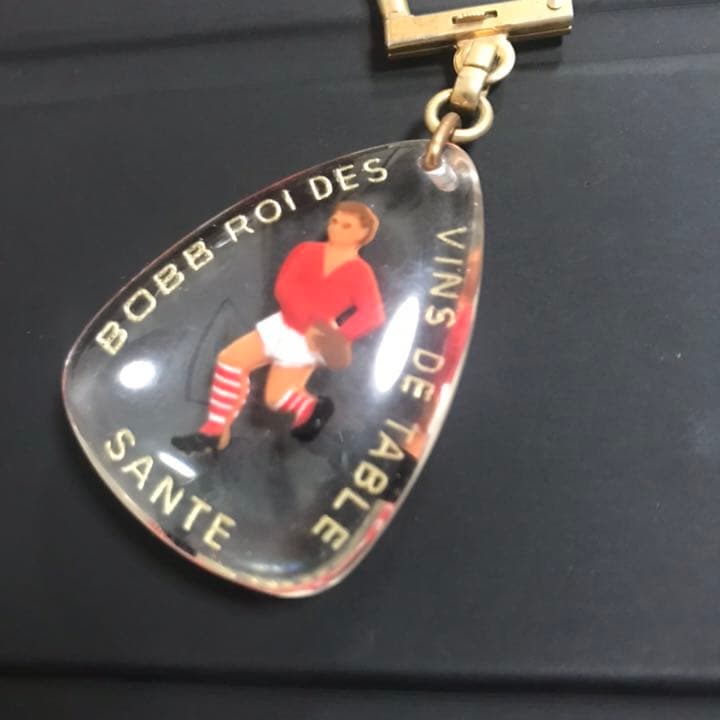 BOBB ROI DES
VINS DE TABLE
SANTE